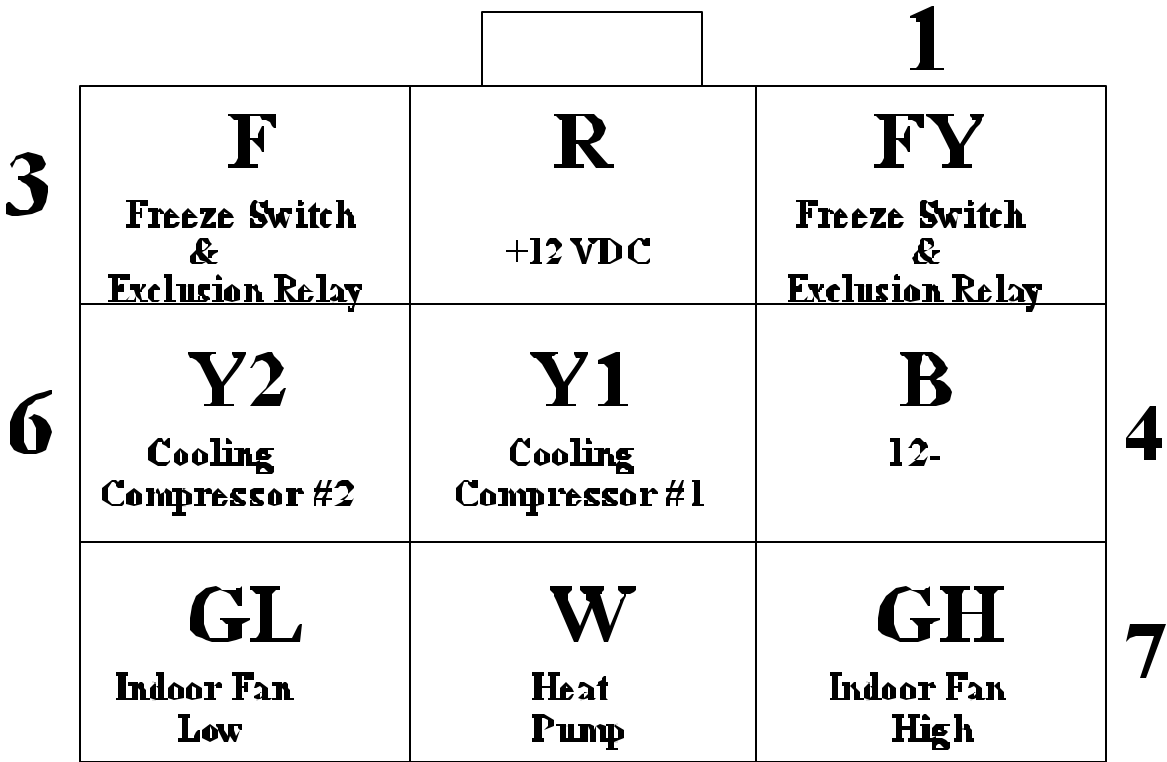 1
3
F
R
FY
Freeze Switch
&
Exclusion Relay
+12 VDC
Freeze Switch
&
Exclusion Relay
6
Y2
Y1
B
4
Cooling
Compressor #2
Cooling
Compressor #1
12-
GL
W
GH
7
Indoor Fan
Low
Heat
Pump
Indoor Fan
High